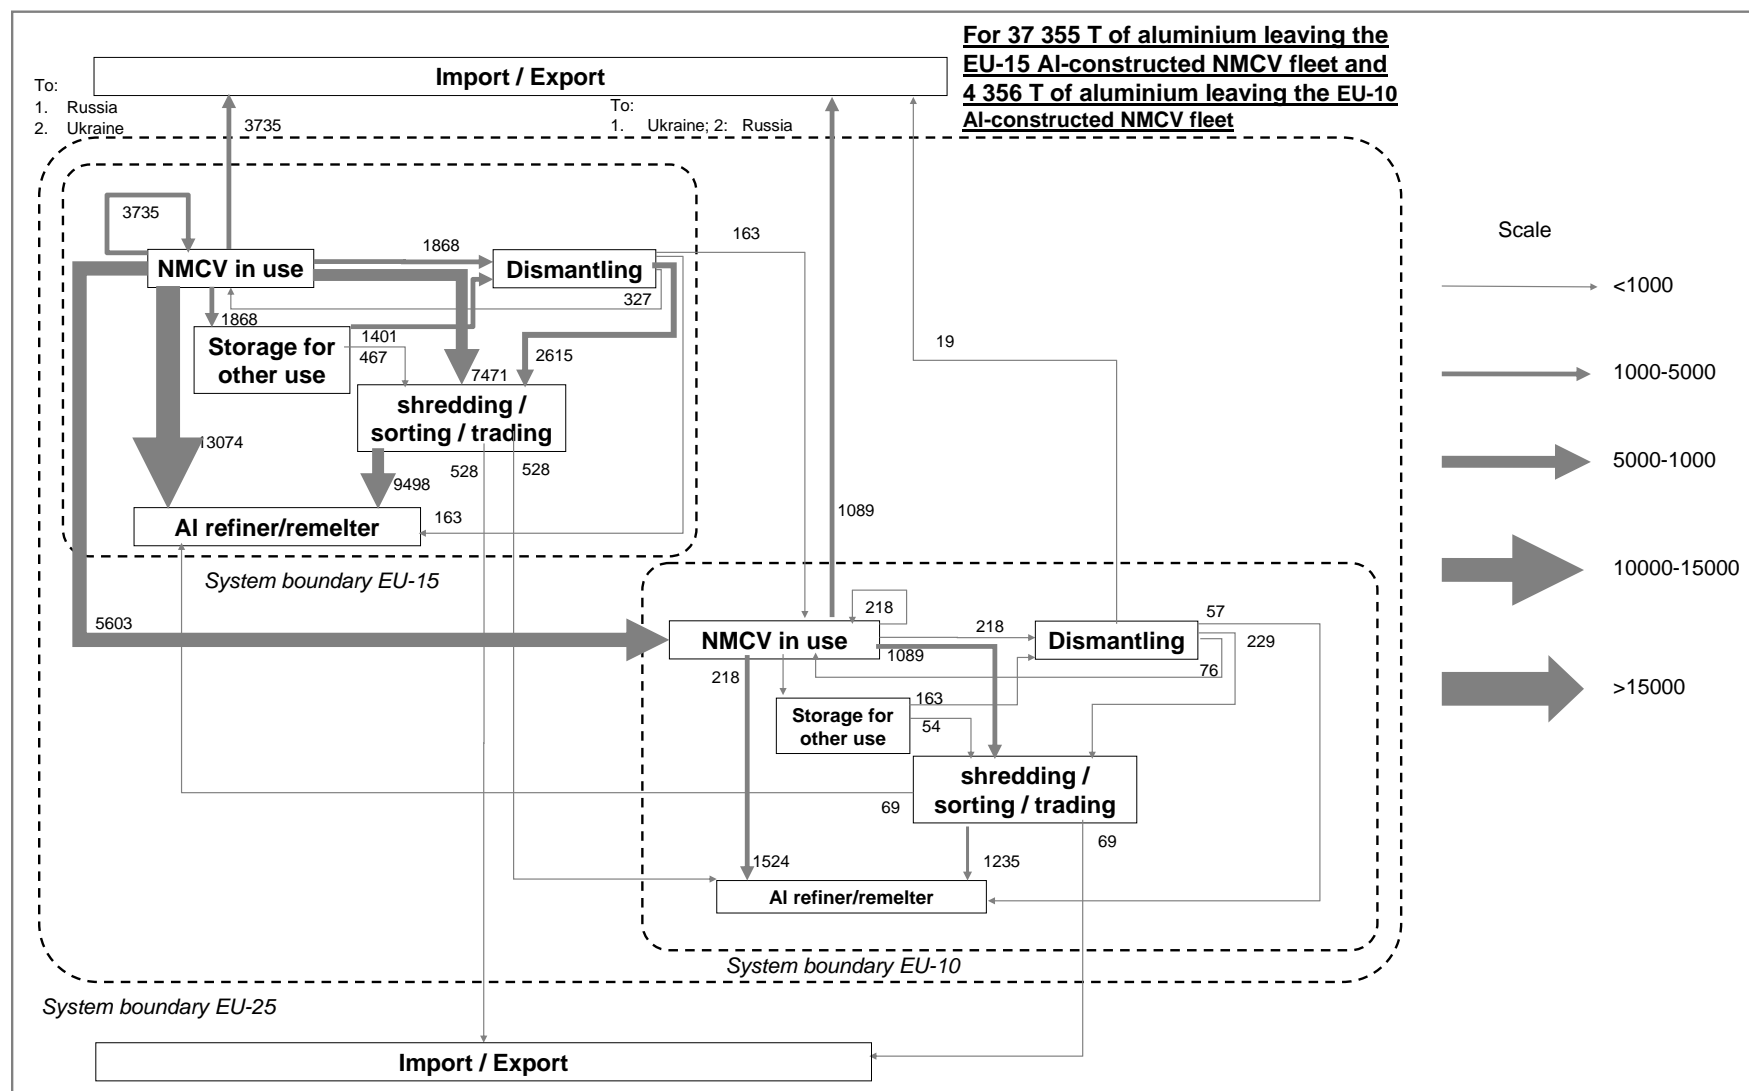 For 37 355 T of aluminium leaving the
EU-15 Al-constructed NMCV fleet and
4 356 T of aluminium leaving the EU-10
Al-constructed NMCV fleet
Import / Export
To:
1. Russia
2. Ukraine
3735
To:
1. Ukraine; 2: Russia
3735
NMCV in use
1868
Dismantling
163
327
1868
1401
467
Storage for
other use
2615
7471
shredding /
sorting / trading
13074
528
528
9498
Al refiner/remelter
163
System boundary EU-15
19
1089
Scale
<1000
1000-5000
5000-1000
10000-15000
>15000
5603
218
NMCV in use
218
Dismantling
57
229
76
1089
218
163
54
Storage for
other use
shredding /
sorting / trading
69
69
1524
1235
Al refiner/remelter
System boundary EU-10
System boundary EU-25
Import / Export